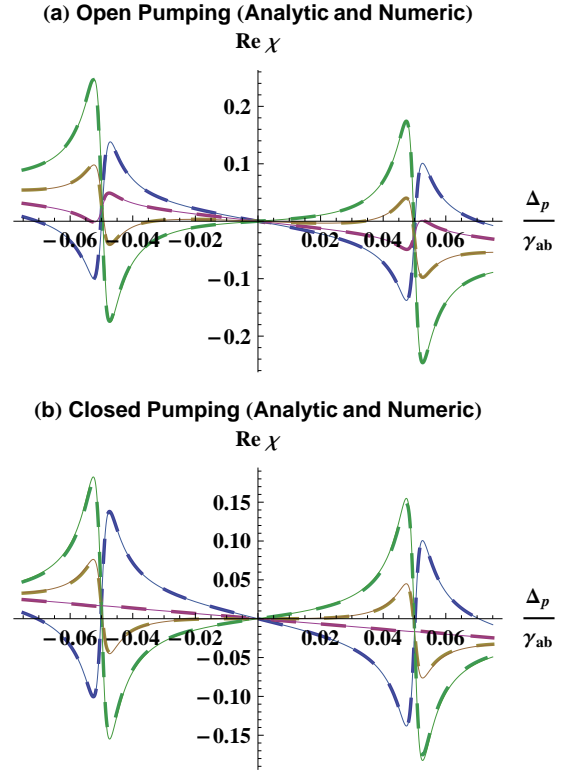 (a) Open Pumping (Analytic and Numeric)
Re χ
0.2
0.1
−0.06 −0.04 −0.02 0.02 0.04 0.06
Δp
γab
−0.1
−0.2
(b) Closed Pumping (Analytic and Numeric)
Re χ
0.15
0.10
0.05
−0.06 −0.04 −0.02 0.02 0.04 0.06
Δp
γab
−0.05
−0.10
−0.15